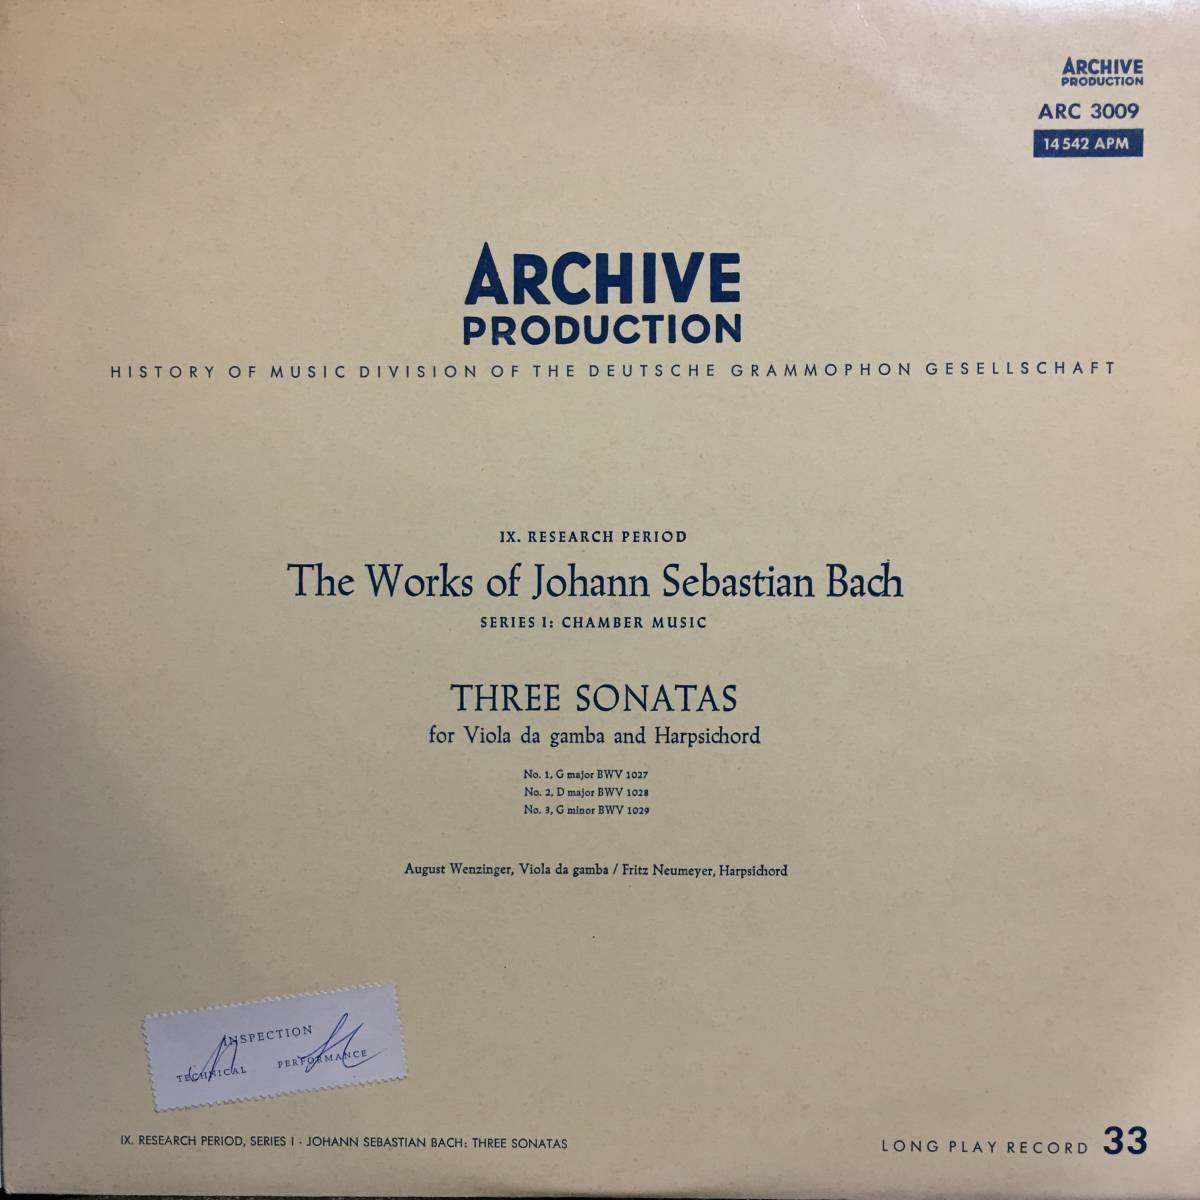 ARCHIVE
PRODUCTION
ARC 3009
14 542 APM
ARCHIVE
PRODUCTION
HISTORY OF MUSIC DIVISION OF THE DEUTSCHE GRAMMOPHON GESELLSCHAFT
IX. RESEARCH PERIOD
The Works of Johann Sebastian Bach
SERIES I: CHAMBER MUSIC
THREE SONATAS
for Viola da gamba and Harpsichord
No. 1, G major BWV 1027
No. 2, D major BWV 1028
No. 3, G minor BWV 1029
August Wenzinger, Viola da gamba / Fritz Neumeyer, Harpsichord
INSPECTION
TECHNICAL PERFORMANCE
IX. RESEARCH PERIOD, SERIES I - JOHANN SEBASTIAN BACH: THREE SONATAS
LONG PLAY RECORD 33